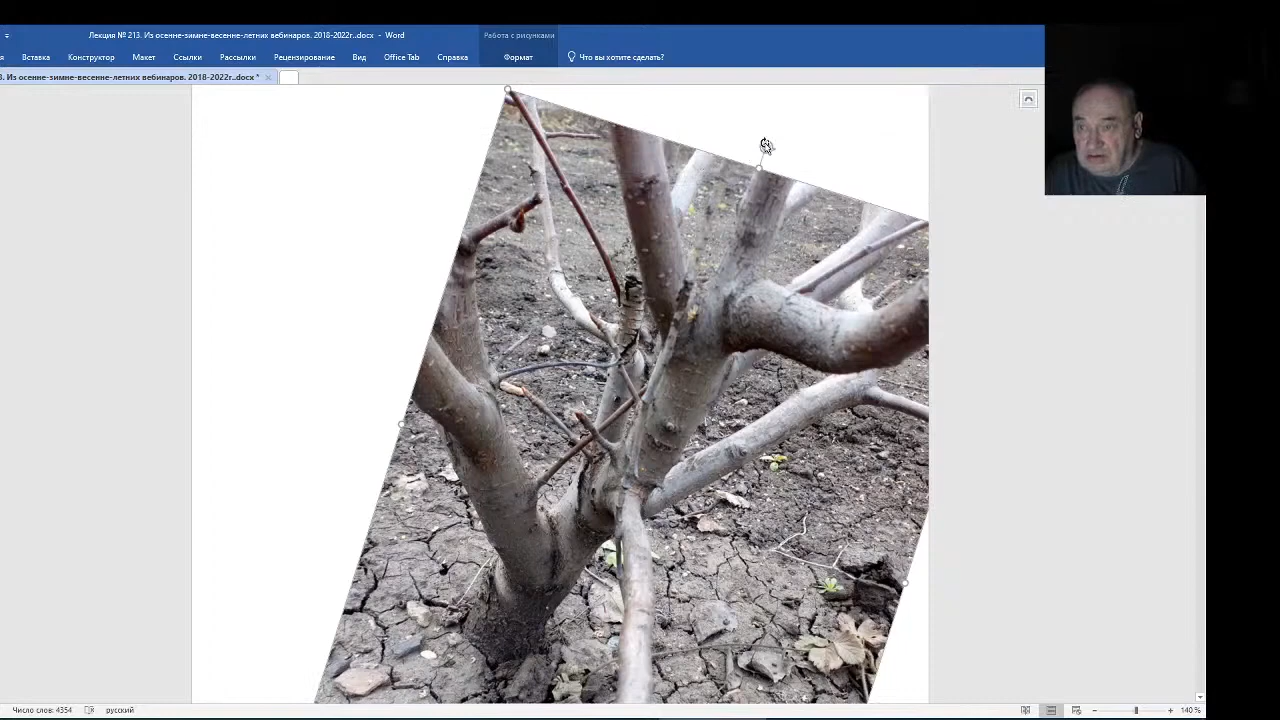 Лекция № 213. Из осенне-зимне-весенне-летних вебинаров. 2018-2022г..docx - Word
Работа с рисунками
я Вставка Конструктор Макет Ссылки Рассылки Рецензирование Вид Office Tab Справка Формат Что вы хотите сделать?
3. Из осенне-зимне-весенне-летних вебинаров. 2018-2022г..docx *
Число слов: 4354 русский 140 %